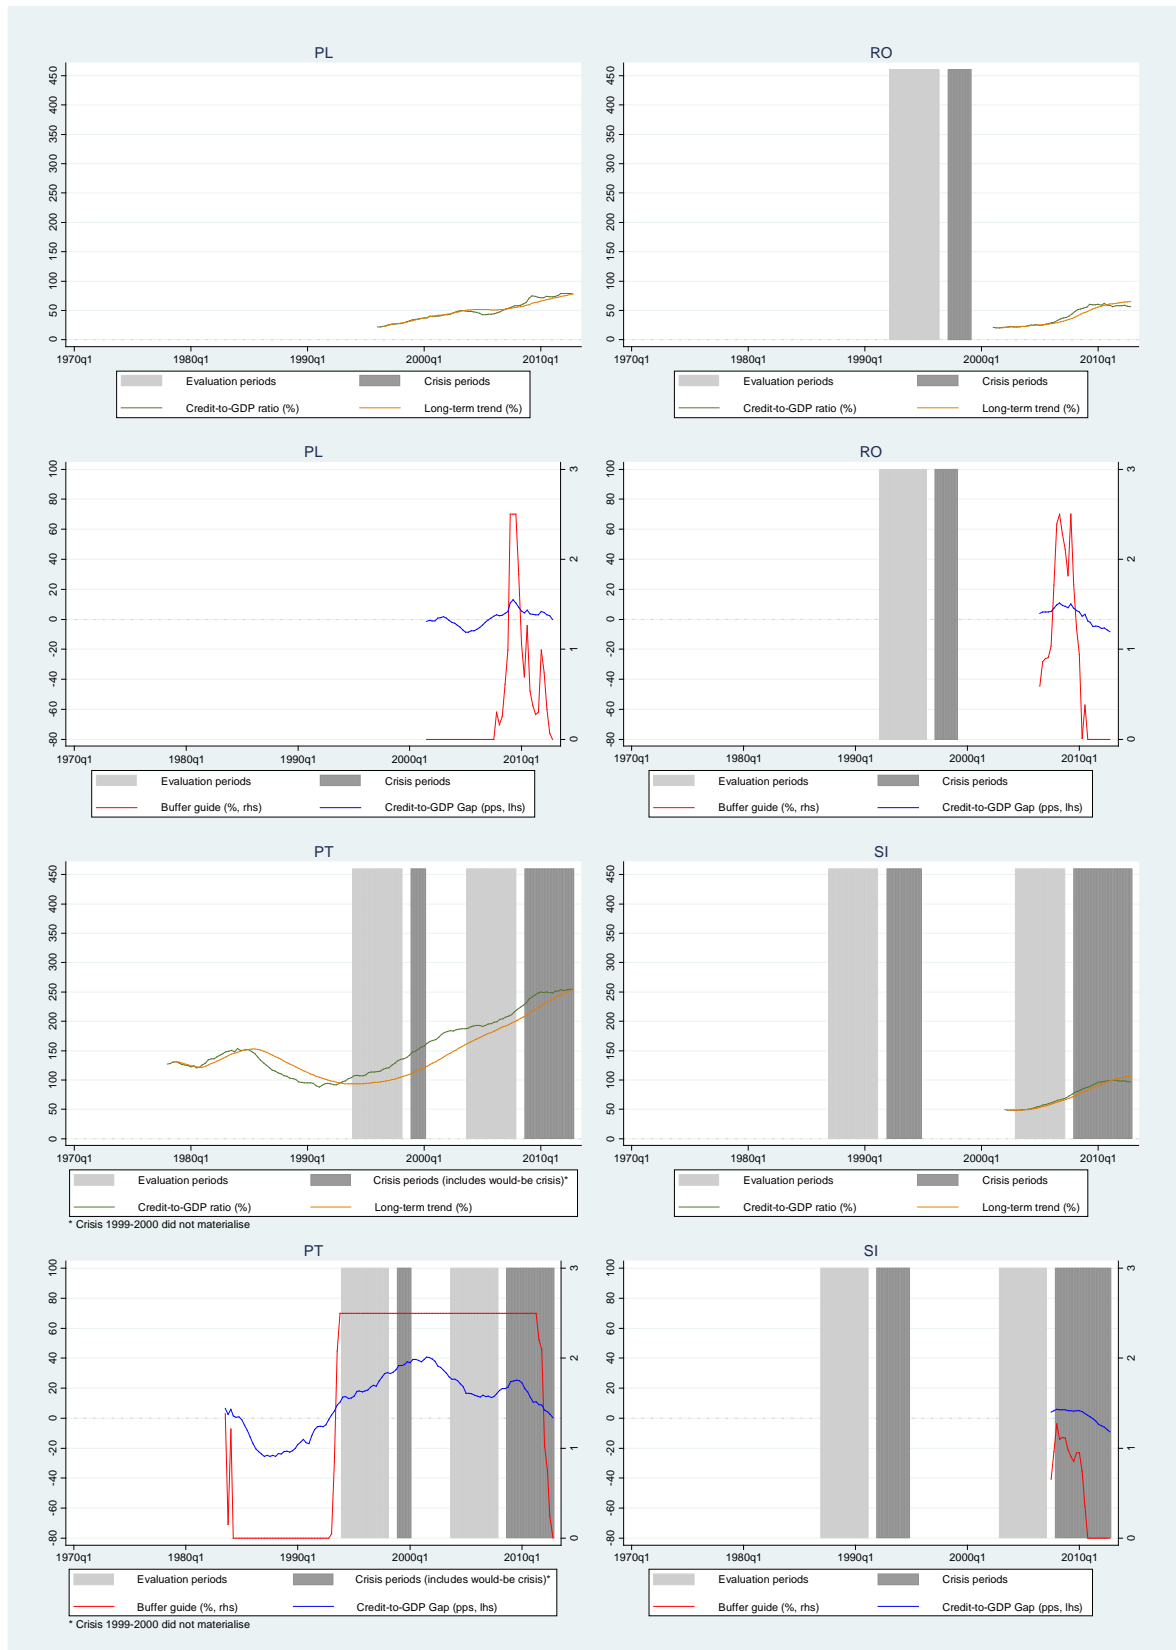 PL
450
400
350
300
250
200
150
100
50
0
1970q1 1980q1 1990q1 2000q1 2010q1
Evaluation periods Crisis periods
Credit-to-GDP ratio (%) Long-term trend (%)
RO
450
400
350
300
250
200
150
100
50
0
1970q1 1980q1 1990q1 2000q1 2010q1
Evaluation periods Crisis periods
Credit-to-GDP ratio (%) Long-term trend (%)
PL
100 3
80
60
40 2
20
0
-20 1
-40
-60
-80 0
1970q1 1980q1 1990q1 2000q1 2010q1
Evaluation periods Crisis periods
Buffer guide (%, rhs) Credit-to-GDP Gap (pps, lhs)
RO
100 3
80
60
40 2
20
0
-20 1
-40
-60
-80 0
1970q1 1980q1 1990q1 2000q1 2010q1
Evaluation periods Crisis periods
Buffer guide (%, rhs) Credit-to-GDP Gap (pps, lhs)
PT
450
400
350
300
250
200
150
100
50
0
1970q1 1980q1 1990q1 2000q1 2010q1
Evaluation periods Crisis periods (includes would-be crisis)*
Credit-to-GDP ratio (%) Long-term trend (%)
* Crisis 1999-2000 did not materialise
SI
450
400
350
300
250
200
150
100
50
0
1970q1 1980q1 1990q1 2000q1 2010q1
Evaluation periods Crisis periods
Credit-to-GDP ratio (%) Long-term trend (%)
PT
100 3
80
60
40 2
20
0
-20 1
-40
-60
-80 0
1970q1 1980q1 1990q1 2000q1 2010q1
Evaluation periods Crisis periods (includes would-be crisis)*
Buffer guide (%, rhs) Credit-to-GDP Gap (pps, lhs)
* Crisis 1999-2000 did not materialise
SI
100 3
80
60
40 2
20
0
-20 1
-40
-60
-80 0
1970q1 1980q1 1990q1 2000q1 2010q1
Evaluation periods Crisis periods
Buffer guide (%, rhs) Credit-to-GDP Gap (pps, lhs)